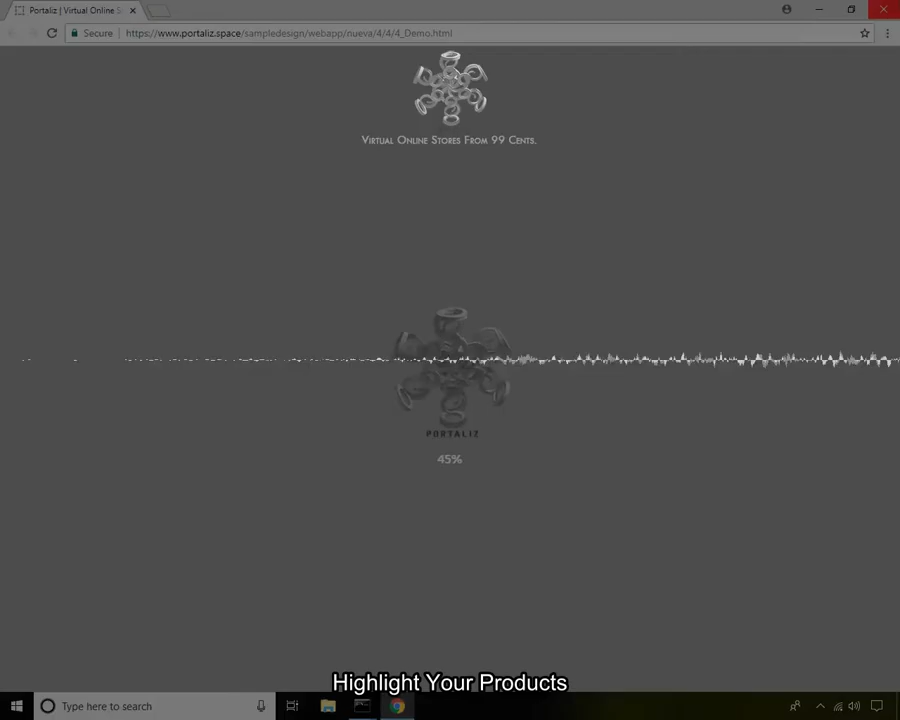 Portaliz | Virtual Online S
Secure
https://www.portaliz.space/sampledesign/webapp/nueva/4/4/4_Demo.html
Virtual Online Stores From 99 Cents.
PORTALIZ
45%
Highlight Your Products
Type here to search